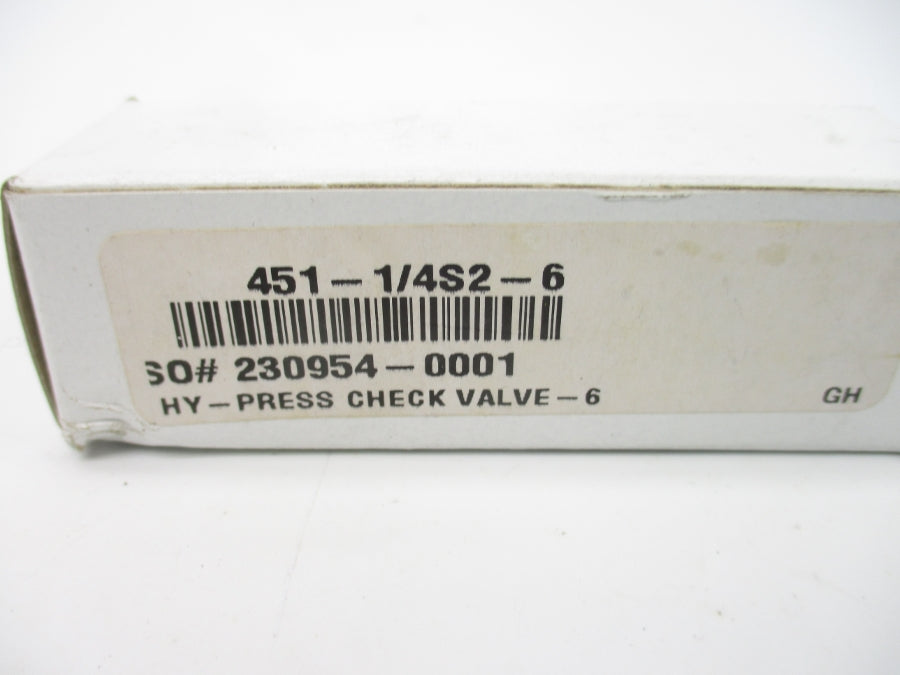 451-1/4S2-6
SO# 230954-0001
HY-PRESS CHECK VALVE-6
GH